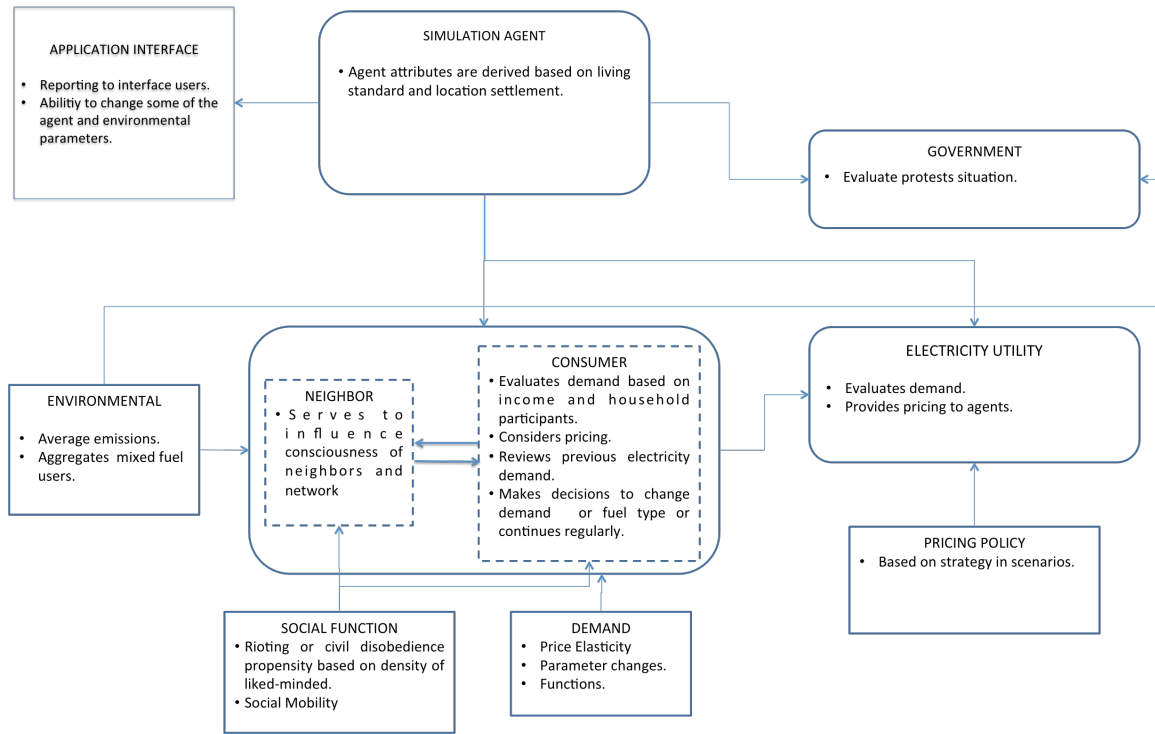 APPLICATION INTERFACE
• Reporting to interface users.
• Abilitiy to change some of the
agent and environmental
parameters.
SIMULATION AGENT
• Agent attributes are derived based on living
standard and location settlement.
GOVERNMENT
• Evaluate protests situation.
ENVIRONMENTAL
• Average emissions.
• Aggregates mixed fuel
users.
NEIGHBOR
• Serves to
influence
consciousness of
neighbors and
network
CONSUMER
• Evaluates demand based on
income and household
participants.
• Considers pricing.
• Reviews previous electricity
demand.
• Makes decisions to change
demand or fuel type or
continues regularly.
ELECTRICITY UTILITY
• Evaluates demand.
• Provides pricing to agents.
PRICING POLICY
• Based on strategy in scenarios.
SOCIAL FUNCTION
• Rioting or civil disobedience
propensity based on density of
liked-minded.
• Social Mobility
DEMAND
• Price Elasticity
• Parameter changes.
• Functions.